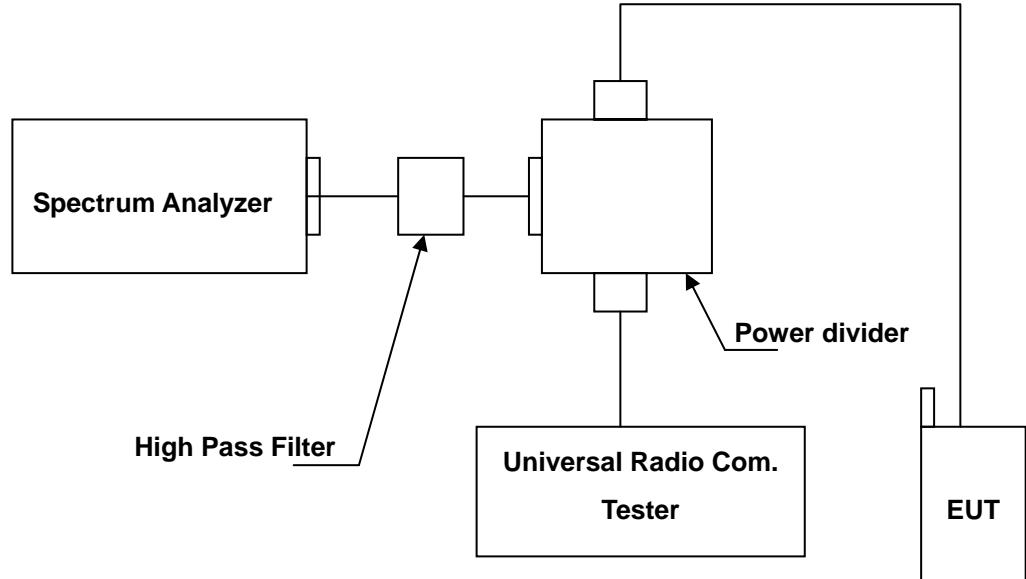 Spectrum Analyzer
Power divider
High Pass Filter
Universal Radio Com.
Tester
EUT